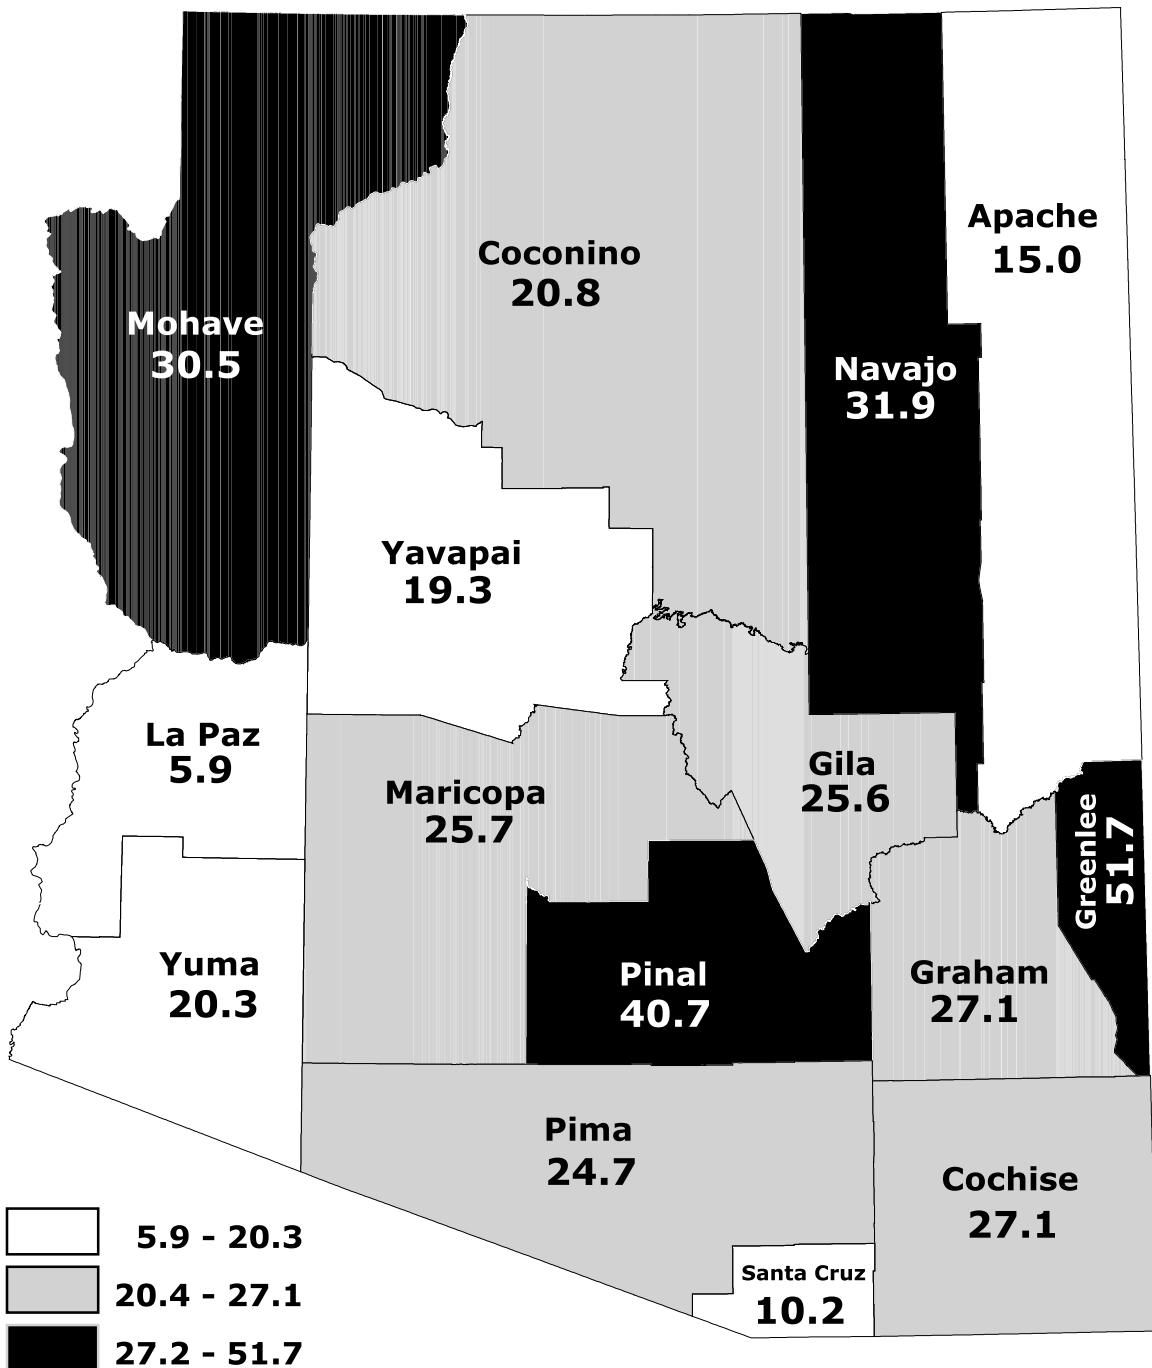 Apache
15.0
Coconino
20.8
Mohave
30.5
Navajo
31.9
Yavapai
19.3
La Paz
5.9
Gila
25.6
Maricopa
25.7
Greenlee
51.7
Yuma
20.3
Pinal
40.7
Graham
27.1
Pima
24.7
Cochise
27.1
Santa Cruz
10.2
5.9 - 20.3
20.4 - 27.1
27.2 - 51.7